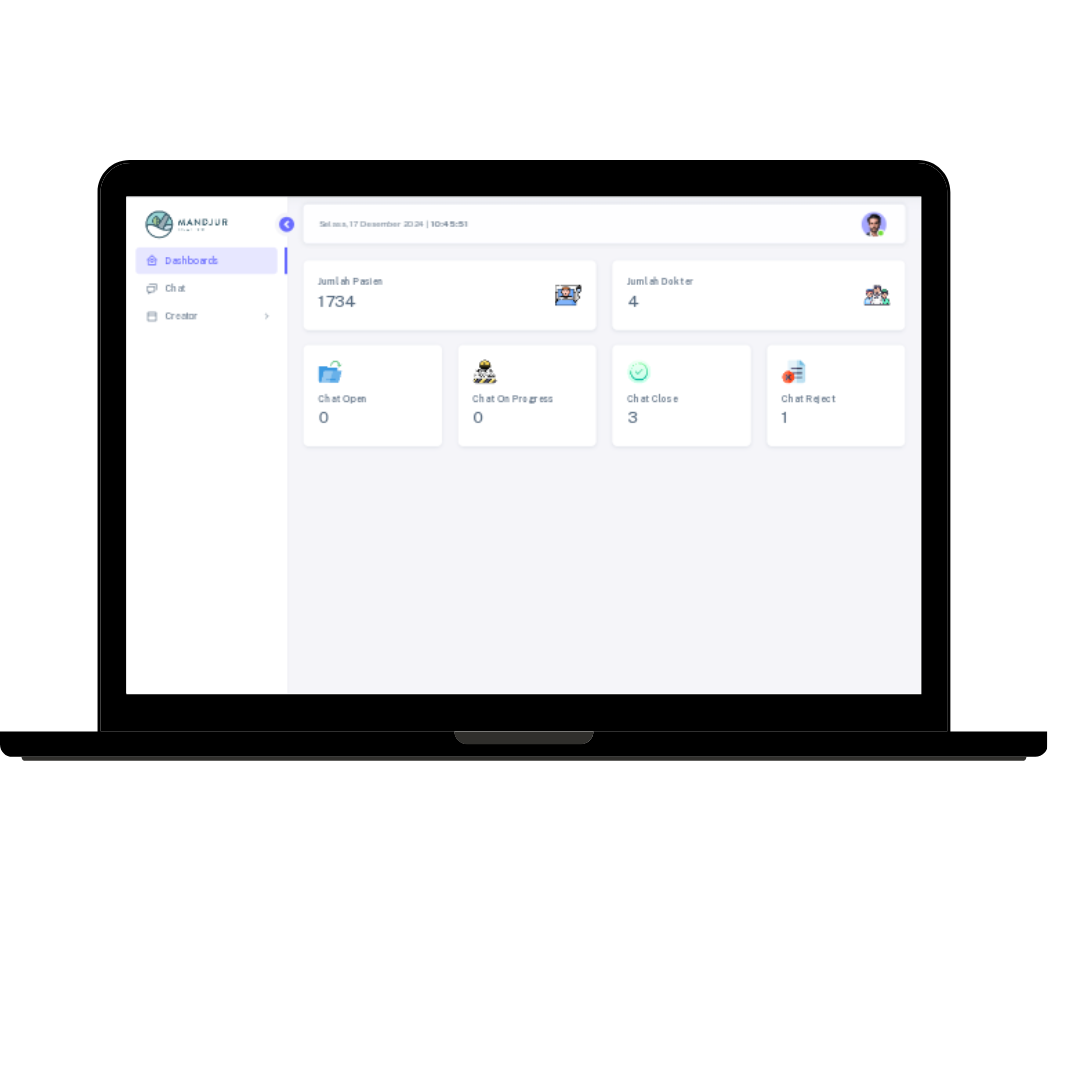 MANDJUR
Selasa, 17 Desember 2024 | 10:45:51
Dashboards
Chat
Creator
Jumlah Pasien
1734
Jumlah Dokter
4
Chat Open
0
Chat On Progress
0
Chat Close
3
Chat Reject
1